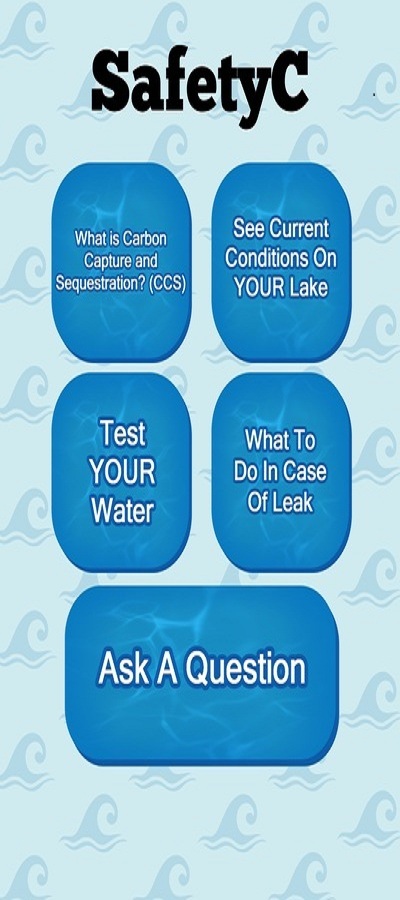 SafetyC
What is Carbon
Capture and
Sequestration? (CCS)
See Current
Conditions On
YOUR Lake
Test
YOUR
Water
What To
Do In Case
Of Leak
Ask A Question